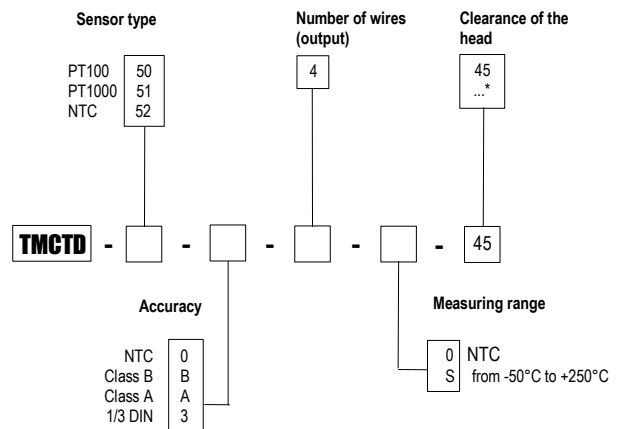 Sensor type
PT100 50
PT1000 51
NTC 52
Number of wires
(output)
4
Clearance of the
head
45
...*
TMCTD - - - - - 45
Accuracy
NTC 0
Class B B
Class A A
1/3 DIN 3
Measuring range
0 NTC
S from -50°C to +250°C